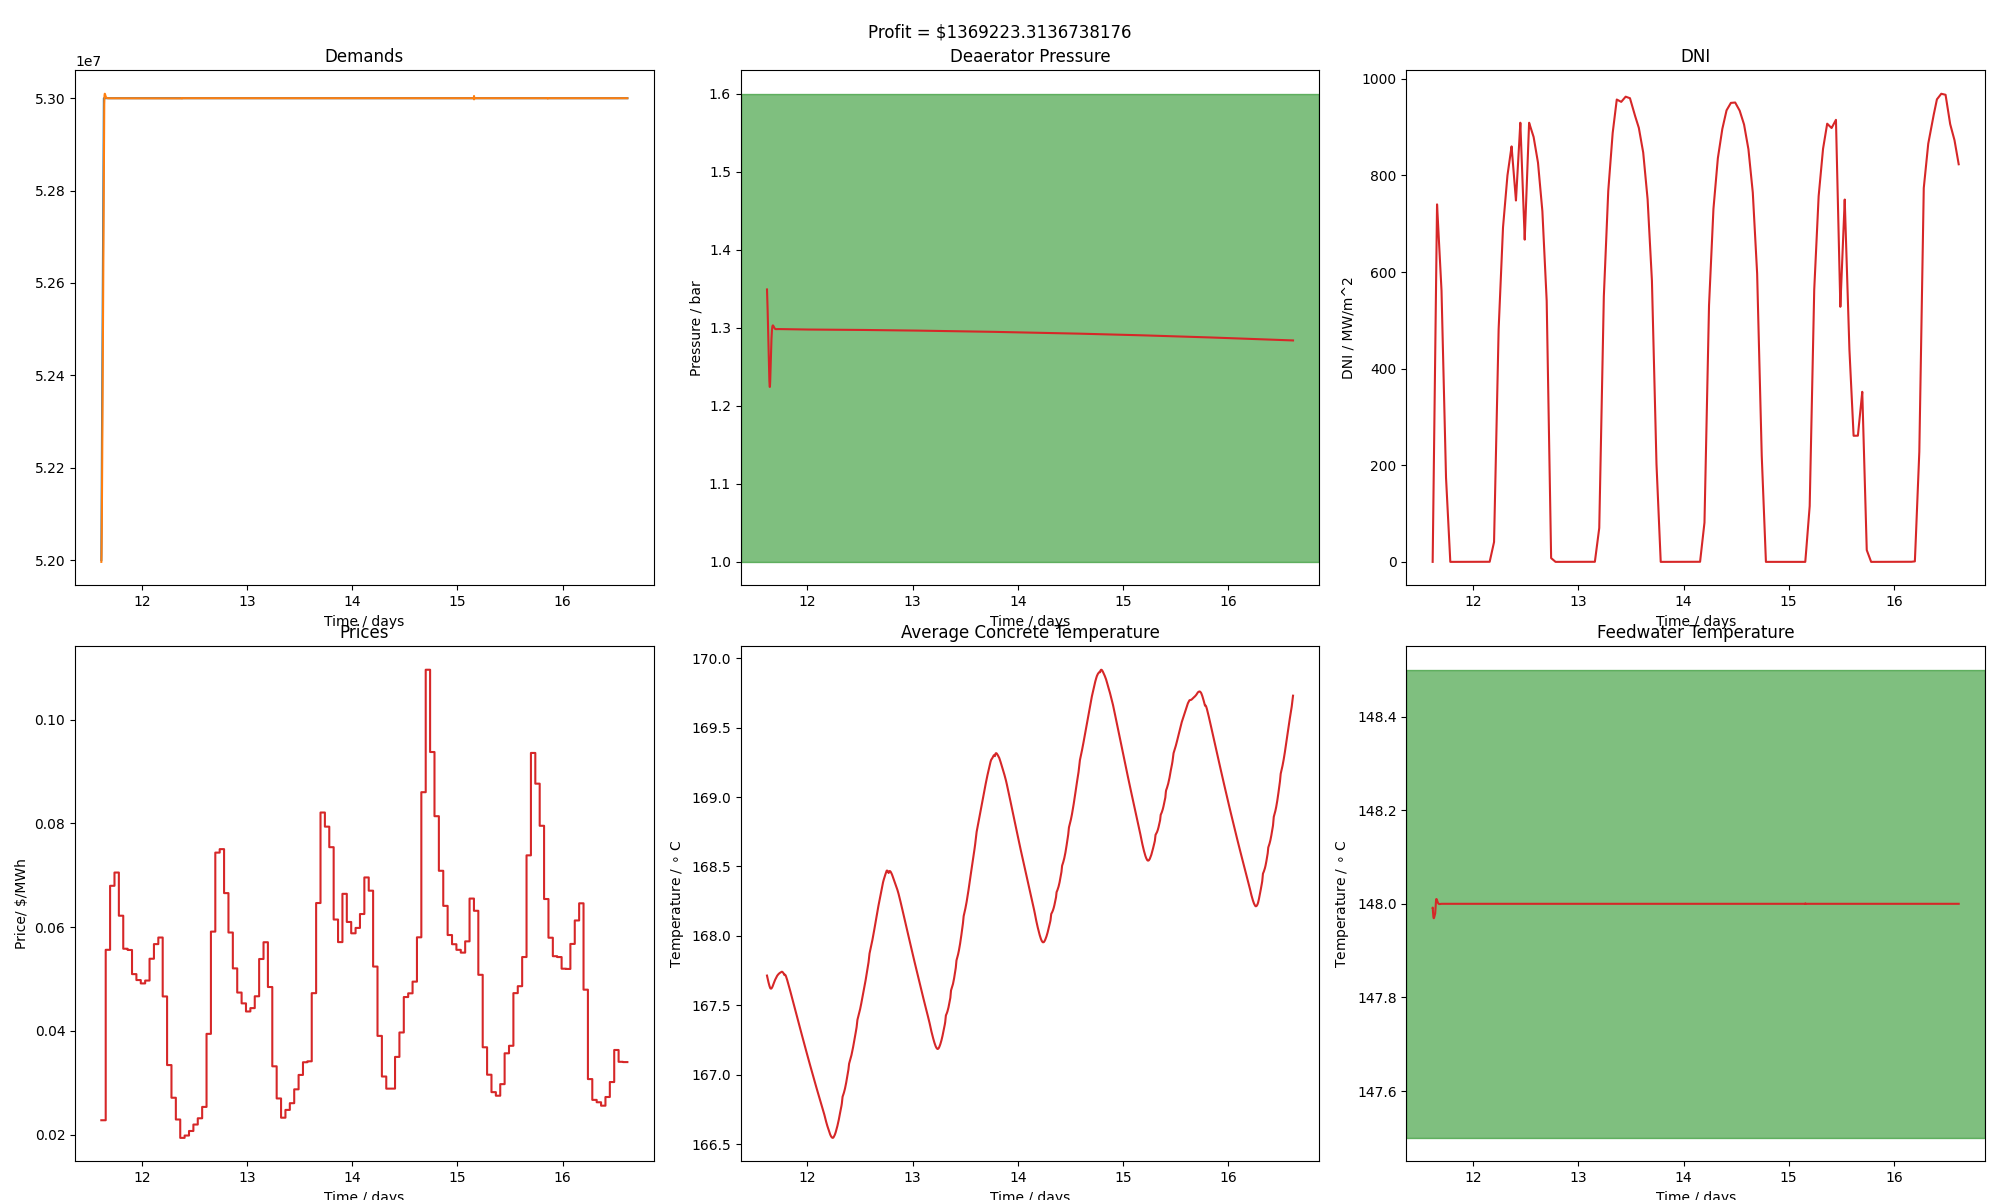 Profit = $1369223.3136738176
Demands
1e7
5.30
5.28
5.26
5.24
5.22
5.20
12 13 14 15 16
Time / days
Deaerator Pressure
Pressure / bar
1.6
1.5
1.4
1.3
1.2
1.1
1.0
12 13 14 15 16
Time / days
DNI
DNI / MW/m^2
1000
800
600
400
200
0
12 13 14 15 16
Time / days
Prices
Price/ $/MWh
0.10
0.08
0.06
0.04
0.02
12 13 14 15 16
Time / days
Average Concrete Temperature
Temperature / ∘ C
170.0
169.5
169.0
168.5
168.0
167.5
167.0
166.5
12 13 14 15 16
Time / days
Feedwater Temperature
Temperature / ∘ C
148.4
148.2
148.0
147.8
147.6
12 13 14 15 16
Time / days